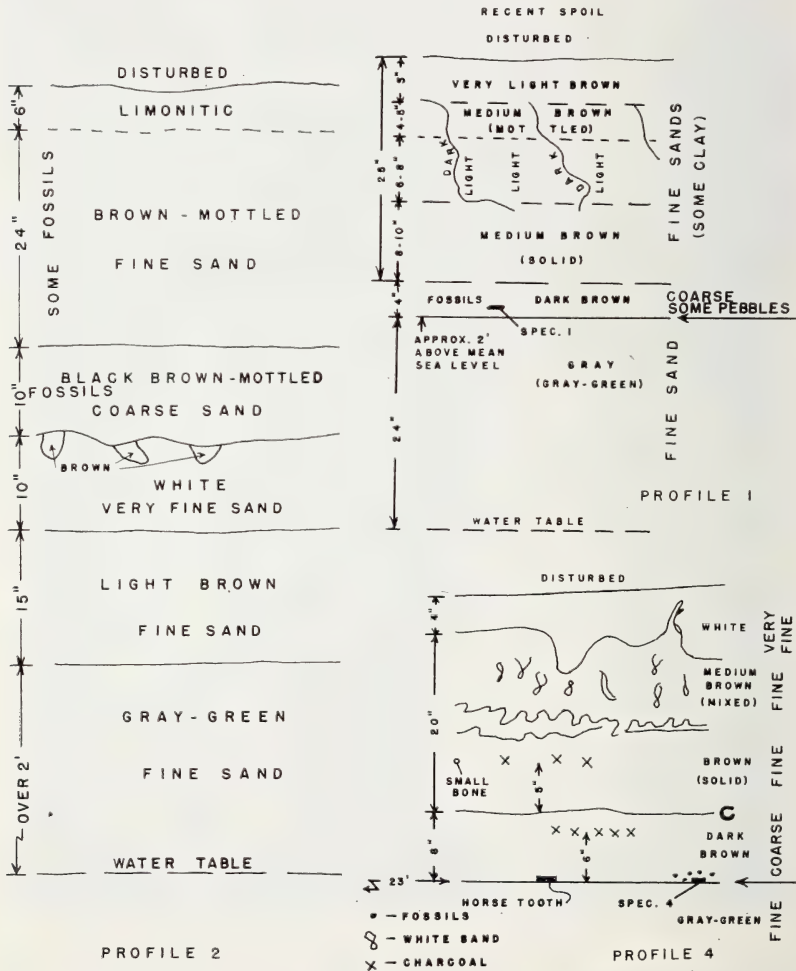 DISTURBED
6"
LIMONITIC
SOME FOSSILS
24"
BROWN - MOTTLED
FINE SAND
10"
BLACK BROWN - MOTTLED
FOSSILS
COARSE SAND
BROWN
10"
WHITE
VERY FINE SAND
15"
LIGHT BROWN
FINE SAND
OVER 2'
GRAY - GREEN
FINE SAND
WATER TABLE
PROFILE 2
RECENT SPOIL
DISTURBED
VERY LIGHT BROWN
MEDIUM BROWN
(MOT TLED)
4-5"
DARK
LIGHT
LIGHT
DARK
LIGHT
6-8"
8-10"
MEDIUM BROWN
(SOLID)
FINE SANDS
(SOME CLAY)
4"
FOSSILS
DARK BROWN
COARSE
SOME PEBBLES
SPEC. 1
APPROX. 2'
ABOVE MEAN
SEA LEVEL
GRAY
(GRAY-GREEN)
FINE SAND
24"
PROFILE 1
WATER TABLE
DISTURBED
4"
WHITE
VERY FINE
20"
MEDIUM
BROWN
(MIXED)
FINE
SMALL
BONE
5"
BROWN
(SOLID)
FINE
C
8"
6"
DARK
BROWN
COARSE
23'
HORSE TOOTH
SPEC. 4
GRAY-GREEN
FINE
— FOSSILS
— WHITE SAND
X — CHARCOAL
PROFILE 4